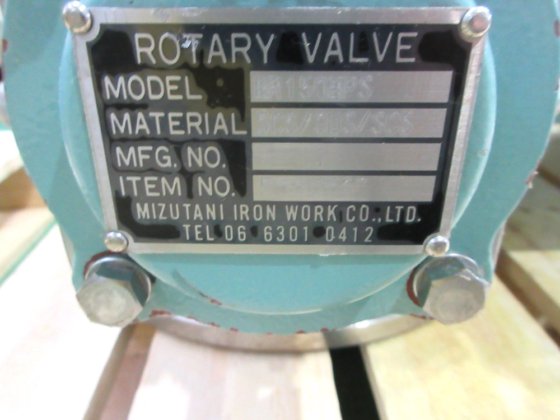 ROTARY VALVE
MODEL
MATERIAL
MFG. NO.
ITEM NO.
MIZUTANI IRON WORK CO., LTD.
TEL 06 6301 0412